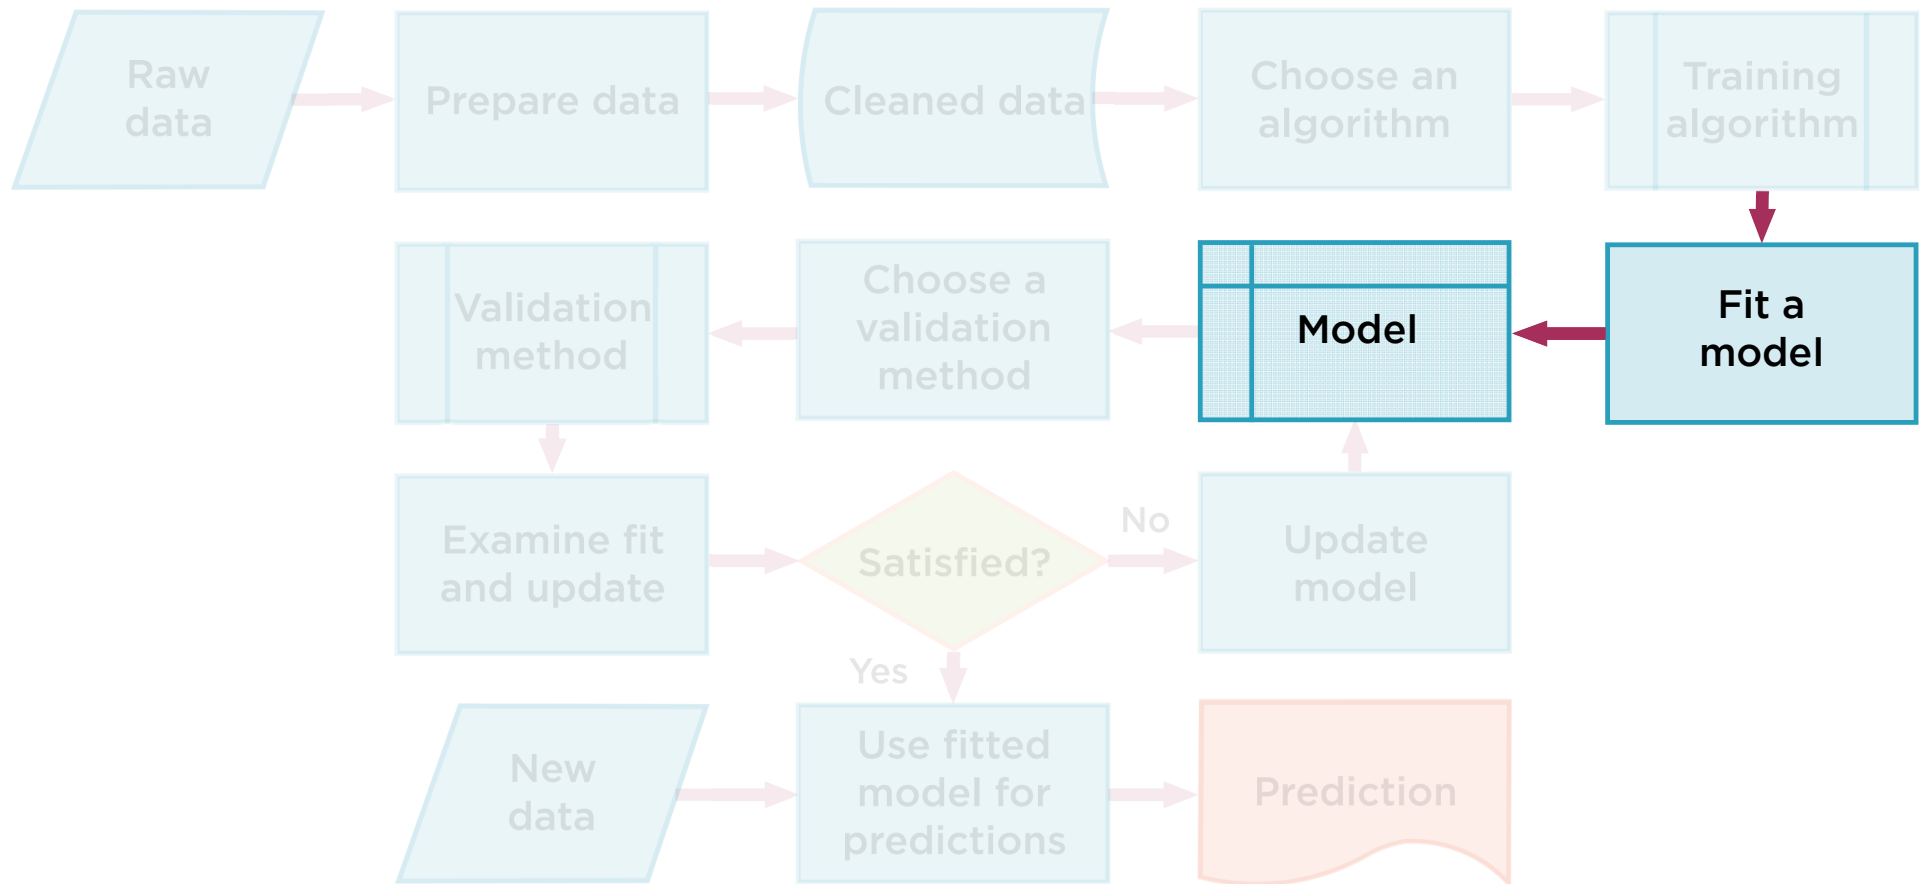 Raw
data
Prepare data
Cleaned data
Choose an
algorithm
Training
algorithm
Validation
method
Choose a
validation
method
Model
Fit a
model
Examine fit
and update
Satisfied?
No
Update
model
Yes
New
data
Use fitted
model for
predictions
Prediction